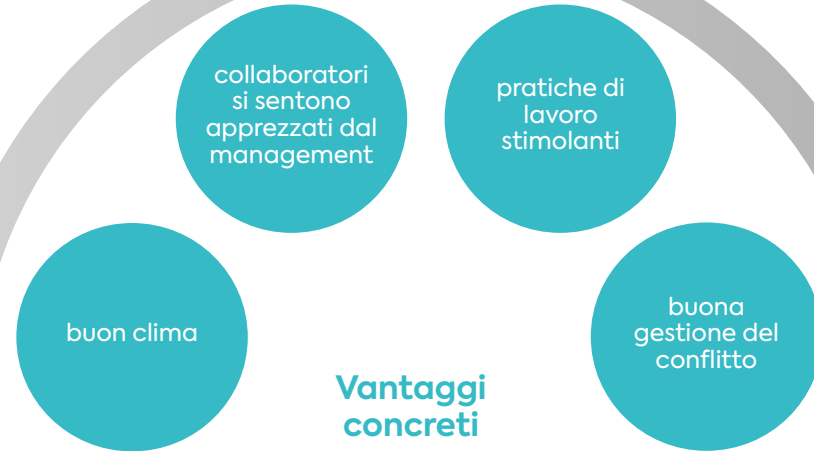 collaboratori
si sentono
apprezzati dal
management
pratiche di
lavoro
stimolanti
buon clima
buona
gestione del
conflitto
Vantaggi
concreti